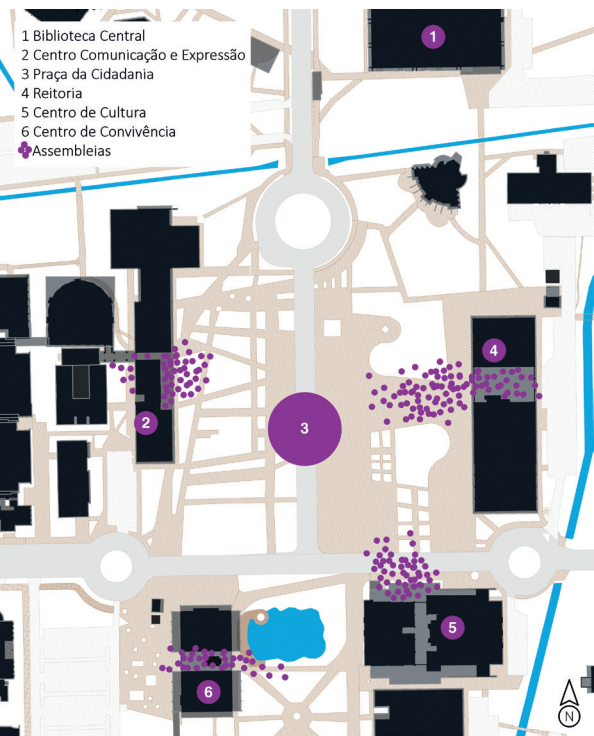 1 Biblioteca Central
2 Centro Comunicação e Expressão
3 Praça da Cidadania
4 Reitoria
5 Centro de Cultura
6 Centro de Convivência
Assembleias
1
4
3
2
5
6
N